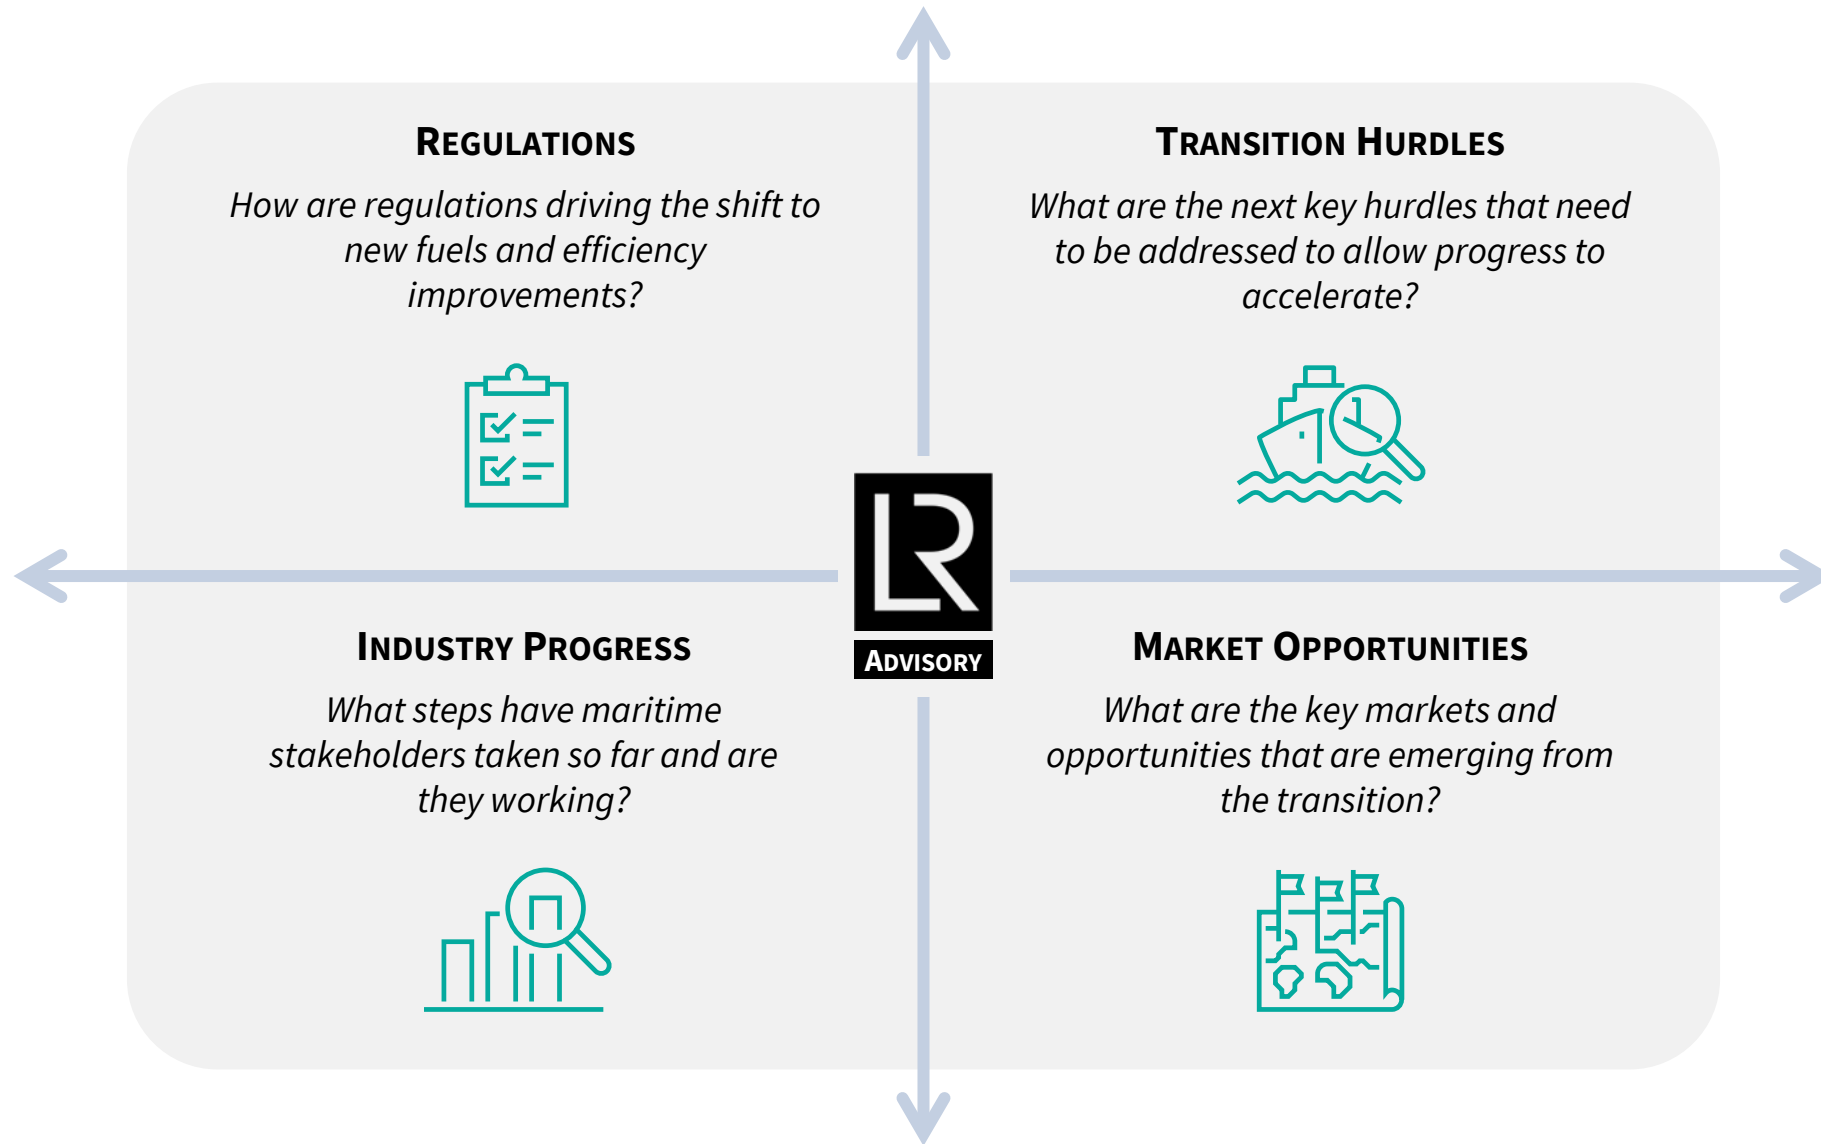 REGULATIONS
How are regulations driving the shift to
new fuels and efficiency
improvements?
TRANSITION HURDLES
What are the next key hurdles that need
to be addressed to allow progress to
accelerate?
LR
ADVISORY
INDUSTRY PROGRESS
What steps have maritime
stakeholders taken so far and are
they working?
MARKET OPPORTUNITIES
What are the key markets and
opportunities that are emerging from
the transition?